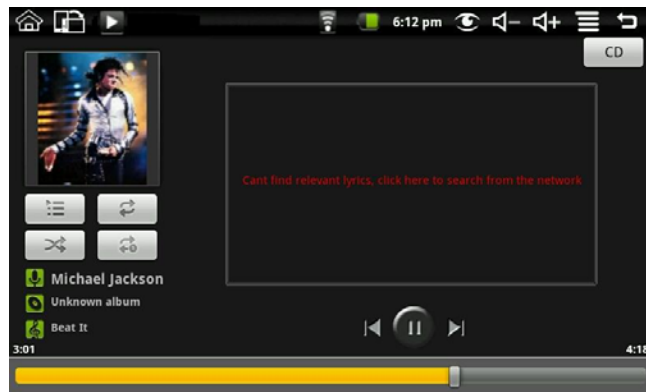 6:12 pm
CD
Cant find relevant lyrics, click here to search from the network
Michael Jackson
Unknown album
Beat It
3:01
4:18